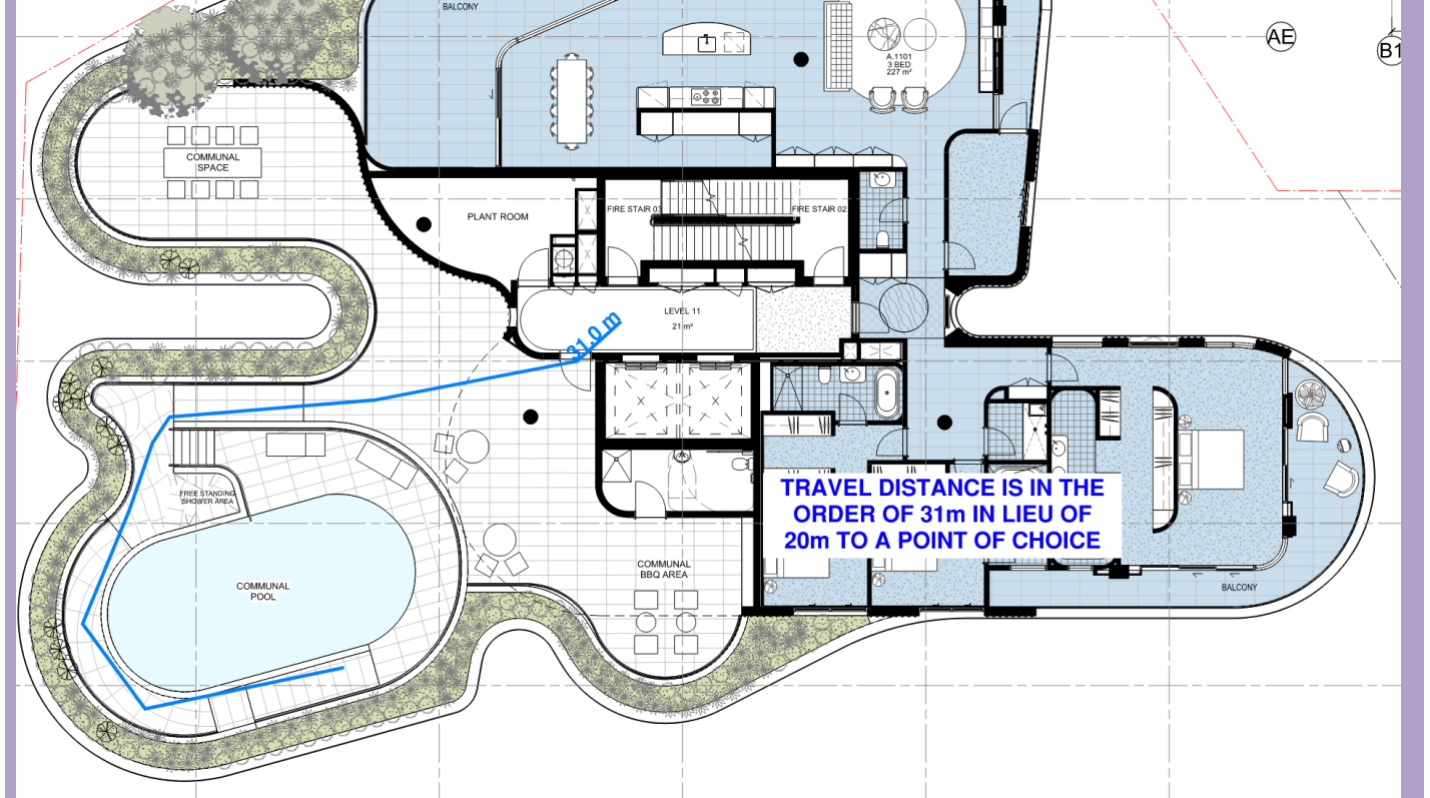 BALCONY
AE
B1
A.1101
3 BED
227 m²
COMMUNAL
SPACE
PLANT ROOM
FIRE STAIR 03
FIRE STAIR 02
LEVEL 11
21 m²
31.0 m
FREE STANDING
SHOWER AREA
TRAVEL DISTANCE IS IN THE
ORDER OF 31m IN LIEU OF
20m TO A POINT OF CHOICE
COMMUNAL
BBQ AREA
COMMUNAL
POOL
BALCONY